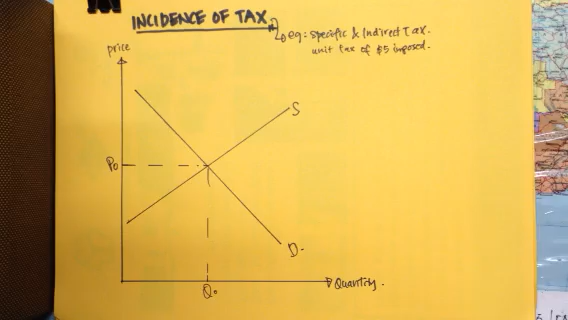 INCIDENCE OF TAX
eg: specific & Indirect Tax.
unit tax of $5 imposed.
price
S
P0
D.
Q0
Quantity.